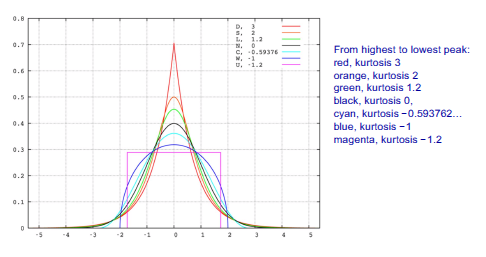 0.8
0.7
0.6
0.5
0.4
0.3
0.2
0.1
0
-5 -4 -3 -2 -1 0 1 2 3 4 5
D, 3
S, 2
L, 1.2
N, 0
C, -0.59376
W, -1
U, -1.2
From highest to lowest peak:
red, kurtosis 3
orange, kurtosis 2
green, kurtosis 1.2
black, kurtosis 0,
cyan, kurtosis −0.593762...
blue, kurtosis −1
magenta, kurtosis −1.2